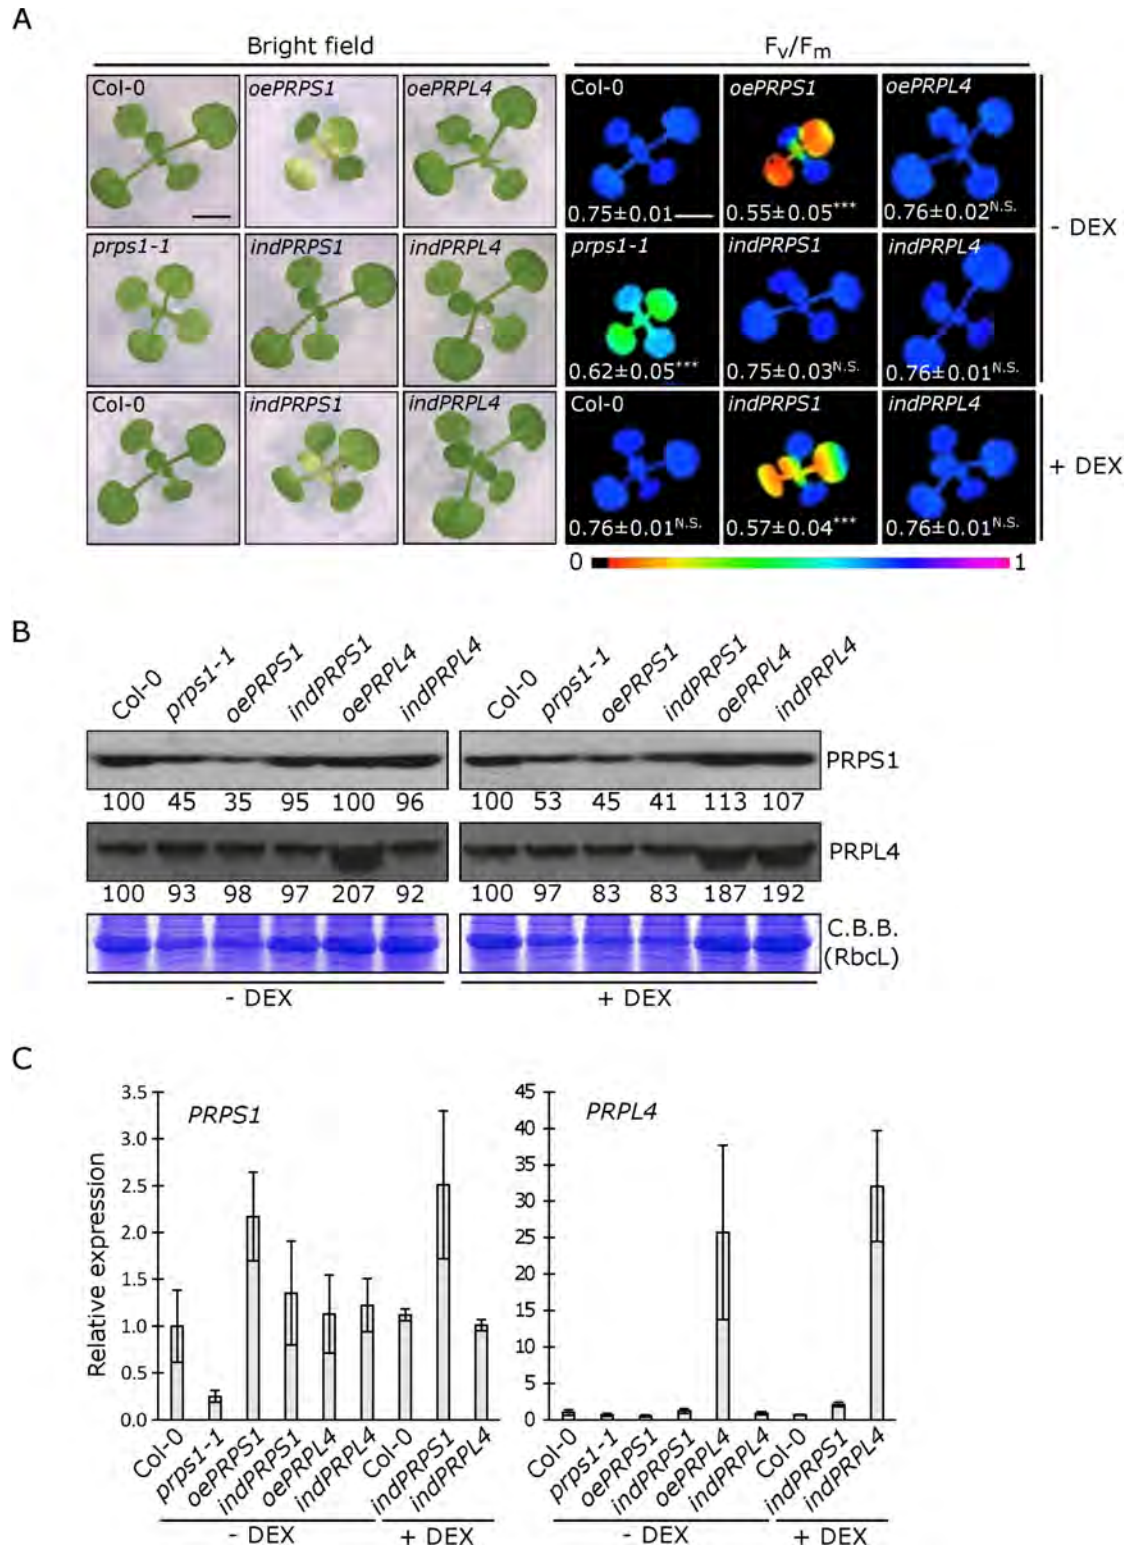 A
Bright field
Fv/Fm
Col-0 oePRPS1 oePRPL4 Col-0 oePRPS1 oePRPL4
0.75±0.01 0.55±0.05*** 0.76±0.02N.S.
- DEX
prps1-1 indPRPS1 indPRPL4 prps1-1 indPRPS1 indPRPL4
0.62±0.05*** 0.75±0.03N.S. 0.76±0.01N.S.
Col-0 indPRPS1 indPRPL4 Col-0 indPRPS1 indPRPL4
+ DEX
0.76±0.01N.S. 0.57±0.04*** 0.76±0.01N.S.
0 1
B
Col-0 prps1-1 oePRPS1 indPRPS1 oePRPL4 indPRPL4 Col-0 prps1-1 oePRPS1 indPRPS1 oePRPL4 indPRPL4
PRPS1
100 45 35 95 100 96 100 53 45 41 113 107
PRPL4
100 93 98 97 207 92 100 97 83 83 187 192
C.B.B.
(RbcL)
- DEX + DEX
C
Relative expression
3.5
3.0
2.5
2.0
1.5
1.0
0.5
0.0
PRPS1
Col-0 prps1-1 oePRPS1 indPRPS1 oePRPL4 indPRPL4 Col-0 indPRPS1 indPRPL4
- DEX + DEX
45
40
35
30
25
20
15
10
5
0
PRPL4
Col-0 prps1-1 oePRPS1 indPRPS1 oePRPL4 indPRPL4 Col-0 indPRPS1 indPRPL4
- DEX + DEX